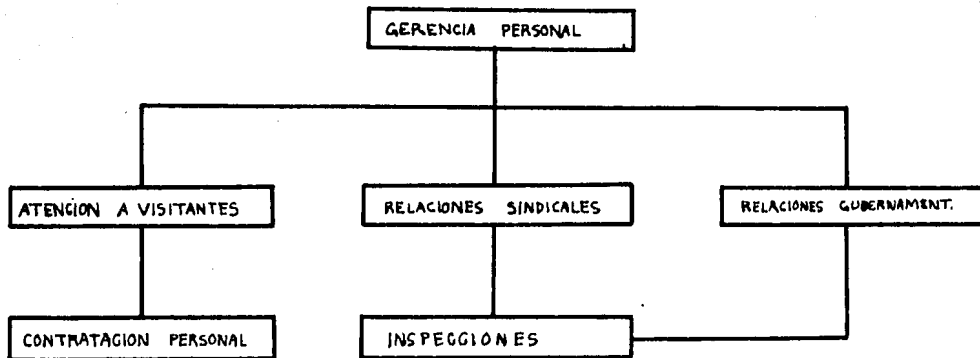 GERENCIA PERSONAL
ATENCION A VISITANTES
RELACIONES SINDICALES
RELACIONES GUBERNAMENT.
CONTRATACION PERSONAL
INSPECCIONES